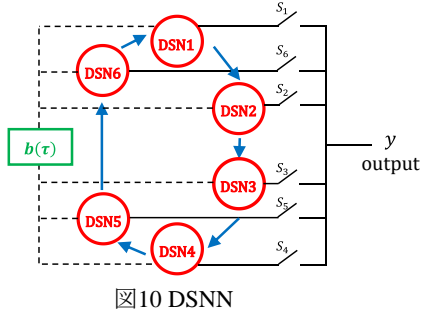 S₁
DSN1
DSN6
S₆
DSN2
S₂
b(τ)
y
output
DSN3
S₃
DSN5
S₅
DSN4
S₄
図10 DSNN